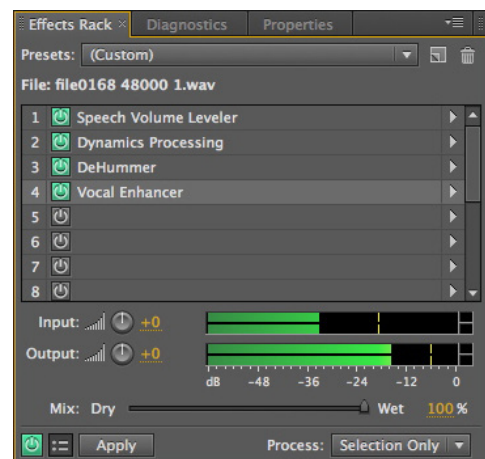 Effects Rack × Diagnostics Properties
Presets: (Custom)
File: file0168 48000 1.wav
1 Speech Volume Leveler
2 Dynamics Processing
3 DeHummer
4 Vocal Enhancer
5
6
7
8
Input: +0
Output: +0
dB -48 -36 -24 -12 0
Mix: Dry Wet 100 %
Apply Process: Selection Only